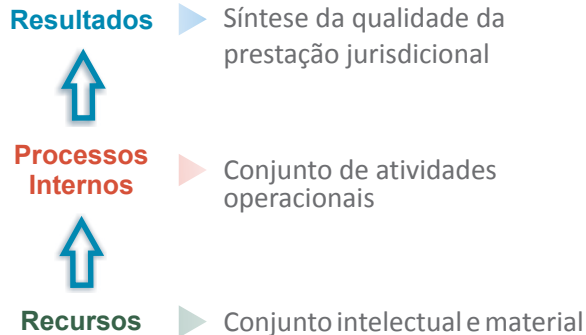 Resultados
Síntese da qualidade da
prestação jurisdicional
Processos
Internos
Conjunto de atividades
operacionais
Recursos
Conjunto intelectual e material